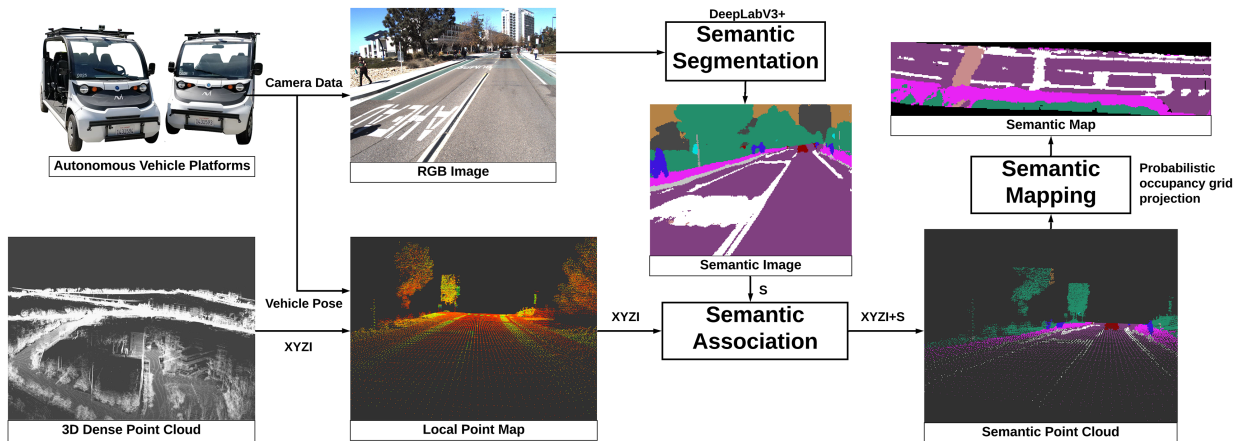 DeepLabV3+
Semantic
Segmentation
Camera Data
Autonomous Vehicle Platforms
RGB Image
AHEAD
Semantic Map
Semantic
Mapping
Probabilistic
occupancy grid
projection
Semantic Image
Vehicle Pose
S
XYZI
XYZI
Semantic
Association
XYZI+S
3D Dense Point Cloud
Local Point Map
Semantic Point Cloud